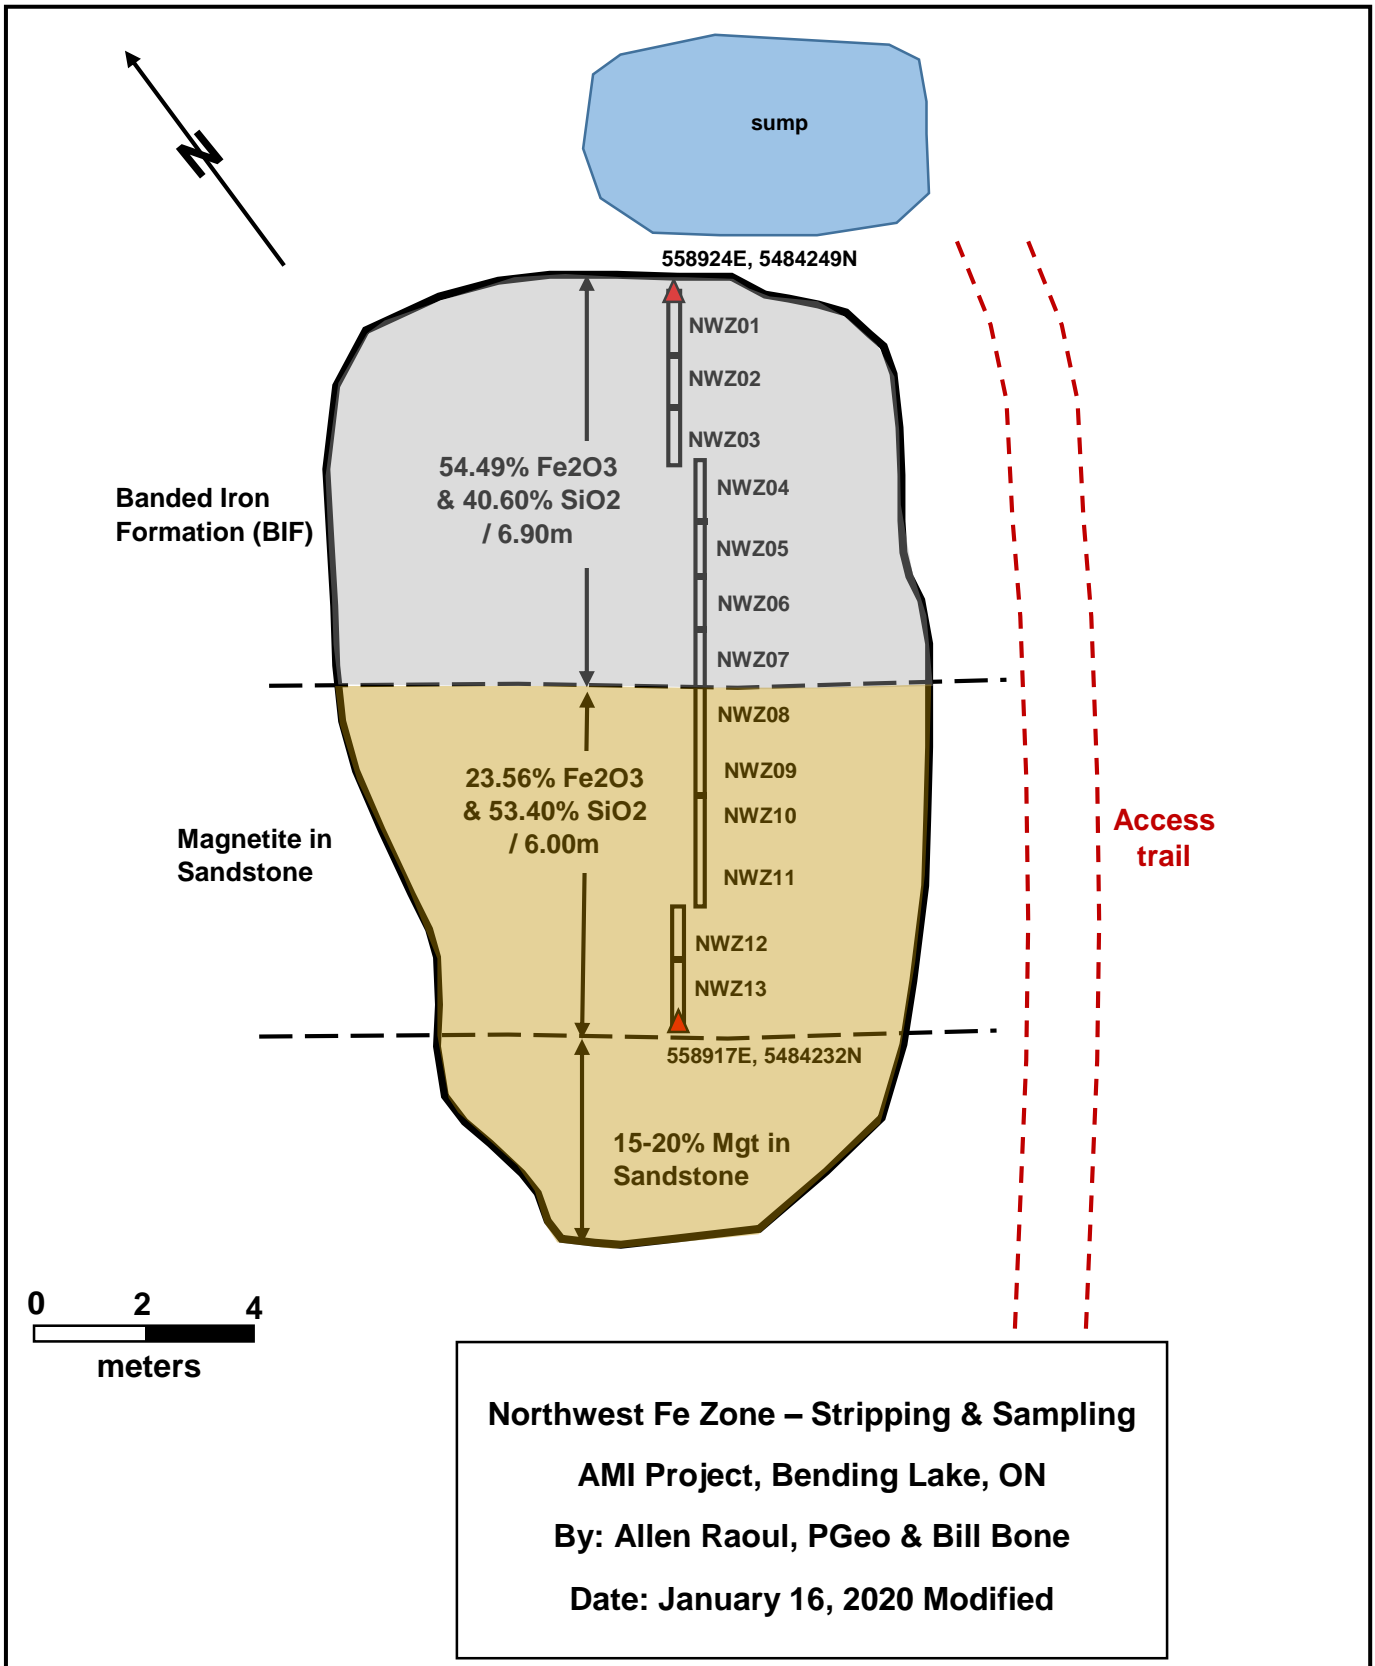 N
sump
558924E, 5484249N
NWZ01
NWZ02
NWZ03
54.49% Fe2O3
& 40.60% SiO2
/ 6.90m
NWZ04
Banded Iron
Formation (BIF)
NWZ05
NWZ06
NWZ07
NWZ08
NWZ09
23.56% Fe2O3
& 53.40% SiO2
/ 6.00m
NWZ10
Access
trail
Magnetite in
Sandstone
NWZ11
NWZ12
NWZ13
558917E, 5484232N
15-20% Mgt in
Sandstone
0 2 4
meters
Northwest Fe Zone – Stripping & Sampling
AMI Project, Bending Lake, ON
By: Allen Raoul, PGeo & Bill Bone
Date: January 16, 2020 Modified